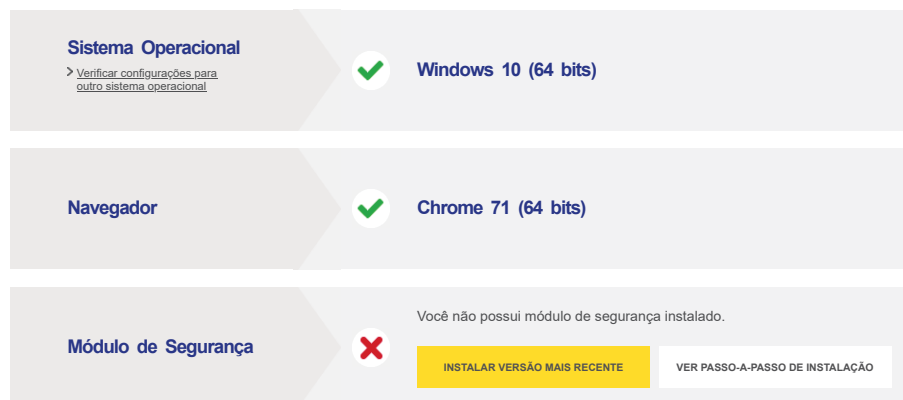 Sistema Operacional
Verificar configurações para
outro sistema operacional
Windows 10 (64 bits)
Navegador
Chrome 71 (64 bits)
Módulo de Segurança
Você não possui módulo de segurança instalado.
INSTALAR VERSÃO MAIS RECENTE
VER PASSO-A-PASSO DE INSTALAÇÃO